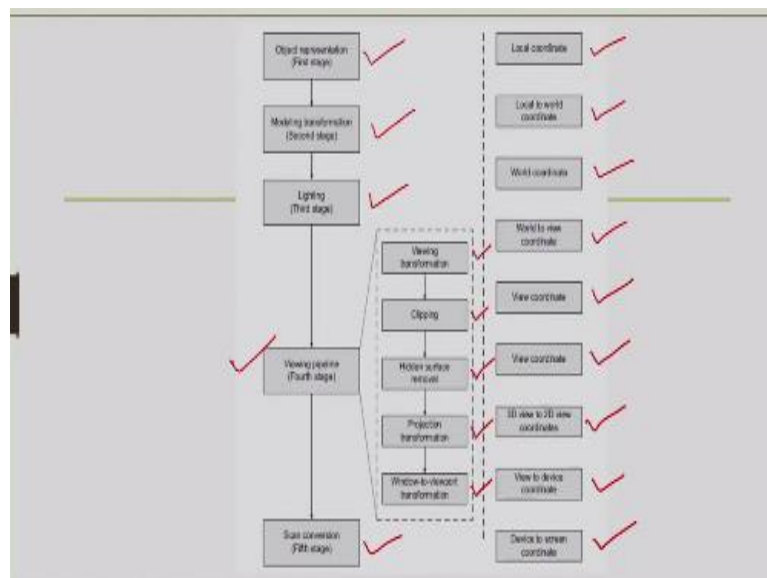 Object representation
(First stage)
Modeling transformation
(Second stage)
Lighting
(Third stage)
Viewing pipeline
(Fourth stage)
Scan conversion
(Fifth stage)
Viewing
transformation
Clipping
Hidden surface
removal
Projection
transformation
Window-to-viewport
transformation
Local coordinate
Local to world
coordinate
World coordinate
World to view
coordinate
View coordinate
View coordinate
3D view to 2D view
coordinates
View to device
coordinate
Device to screen
coordinate